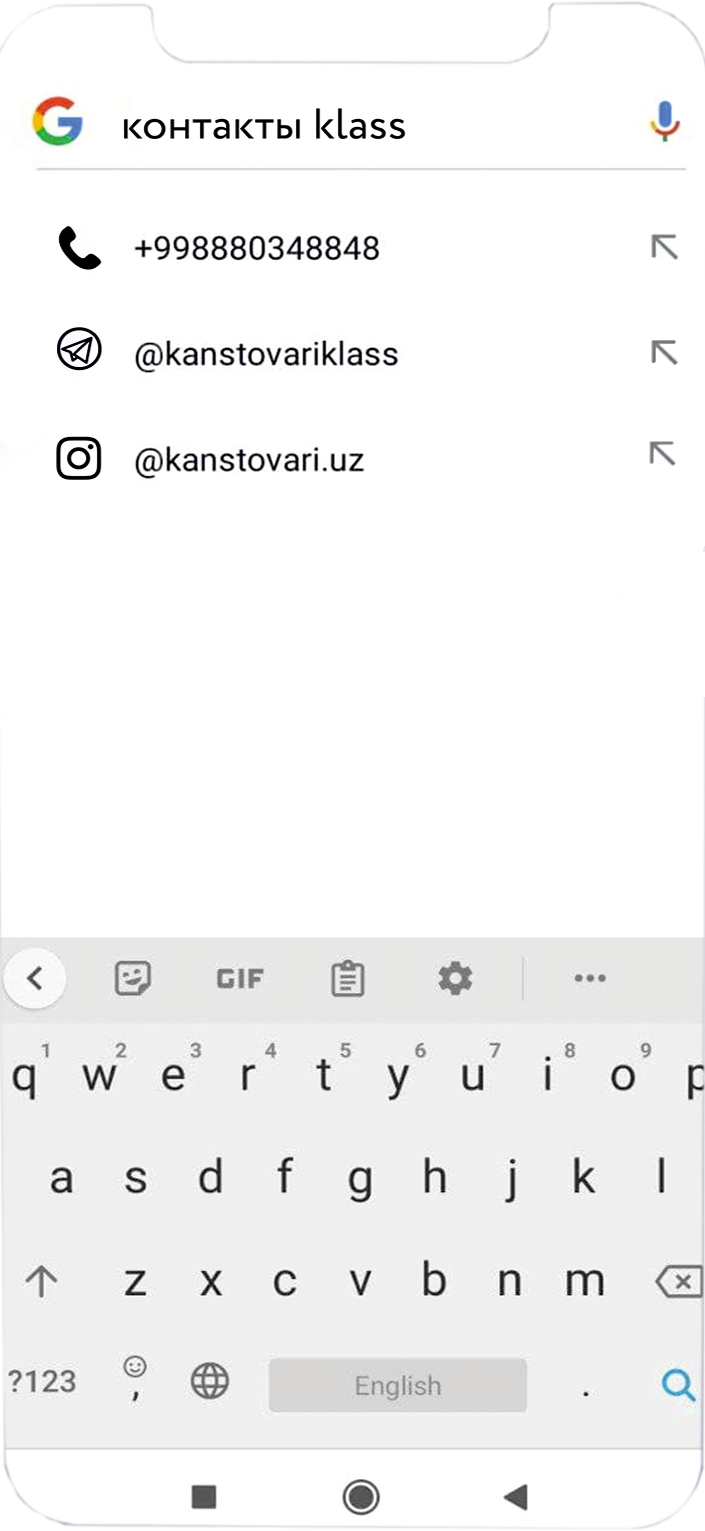 контакты klass
+998880348848
@kanstovariklass
@kanstovari.uz
GIF
1 2 3 4 5 6 7 8 9
q w e r t y u i o p
a s d f g h j k l
z x c v b n m
?123 , English .